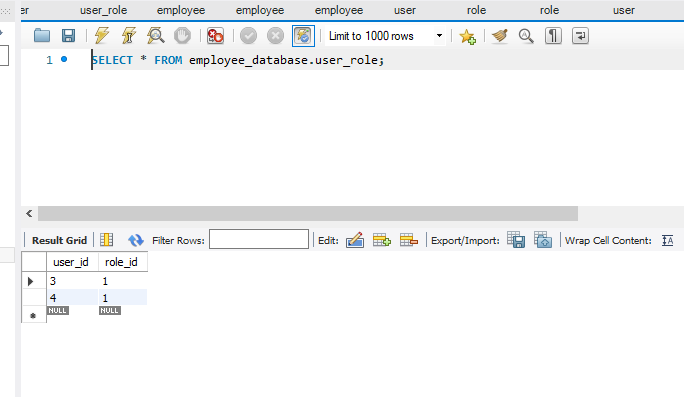 er user_role employee employee employee user role role user
Limit to 1000 rows
1 SELECT * FROM employee_database.user_role;
Result Grid Filter Rows: Edit: Export/Import: Wrap Cell Content:
user_id role_id
3 1
4 1
NULL NULL